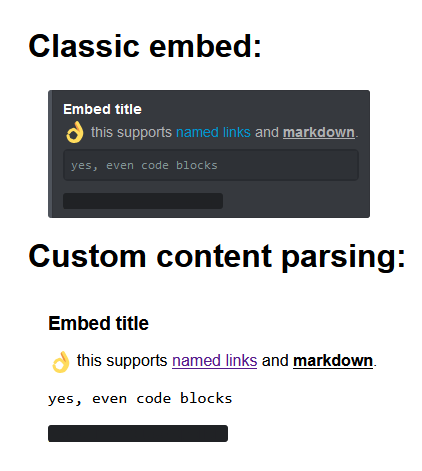 Classic embed:
Embed title
👌 this supports named links and markdown.
yes, even code blocks
Custom content parsing:
Embed title
👌 this supports named links and markdown.
yes, even code blocks